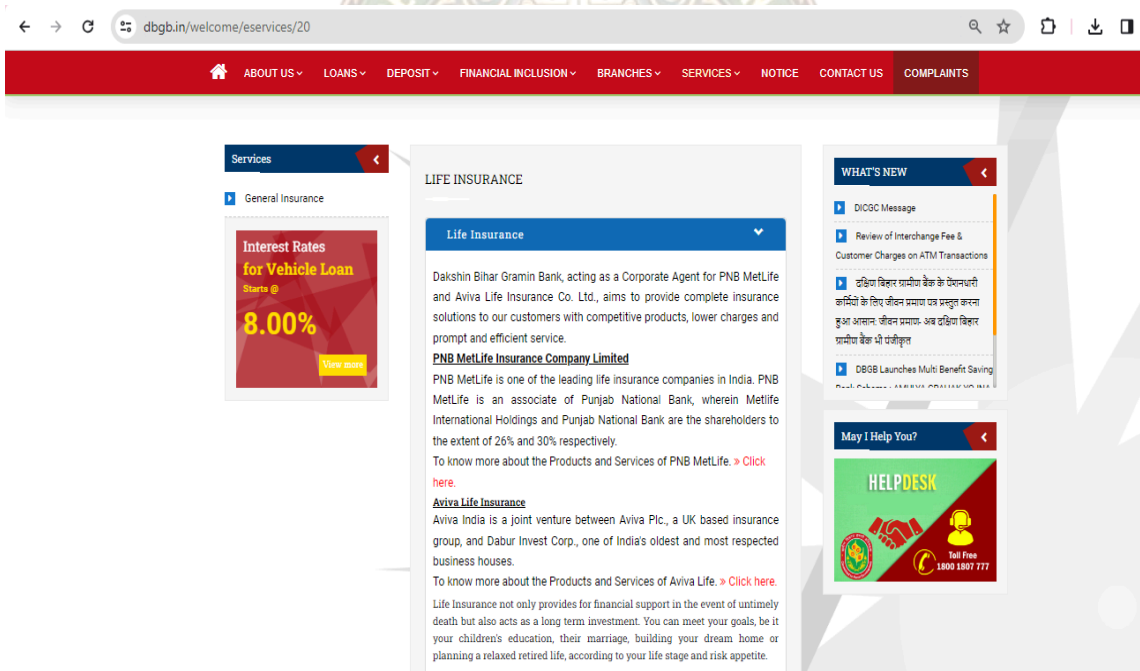 dbgb.in/welcome/eservices/20
ABOUT US LOANS DEPOSIT FINANCIAL INCLUSION BRANCHES SERVICES NOTICE CONTACT US COMPLAINTS
Services
General Insurance
Interest Rates
for Vehicle Loan
Starts @
8.00%
View more
LIFE INSURANCE
Life Insurance
Dakshin Bihar Gramin Bank, acting as a Corporate Agent for PNB MetLife
and Aviva Life Insurance Co. Ltd., aims to provide complete insurance
solutions to our customers with competitive products, lower charges and
prompt and efficient service.
PNB MetLife Insurance Company Limited
PNB MetLife is one of the leading life insurance companies in India. PNB
MetLife is an associate of Punjab National Bank, wherein Metlife
International Holdings and Punjab National Bank are the shareholders to
the extent of 26% and 30% respectively.
To know more about the Products and Services of PNB MetLife. » Click
here.
Aviva Life Insurance
Aviva India is a joint venture between Aviva Plc., a UK based insurance
group, and Dabur Invest Corp., one of India's oldest and most respected
business houses.
To know more about the Products and Services of Aviva Life. » Click here.
Life Insurance not only provides for financial support in the event of untimely
death but also acts as a long term investment. You can meet your goals, be it
your children's education, their marriage, building your dream home or
planning a relaxed retired life, according to your life stage and risk appetite.
WHAT'S NEW
DICGC Message
Review of Interchange Fee &
Customer Charges on ATM Transactions
दक्षिण बिहार ग्रामीण बैंक के पेंशनधारी
कर्मियों के लिए जीवन प्रमाण पत्र प्रस्तुत करना
हुआ आसान: जीवन प्रमाण- अब दक्षिण बिहार
ग्रामीण बैंक भी पंजीकृत
DBGB Launches Multi Benefit Saving
May I Help You?
HELPDESK
Toll Free
1800 1807 777